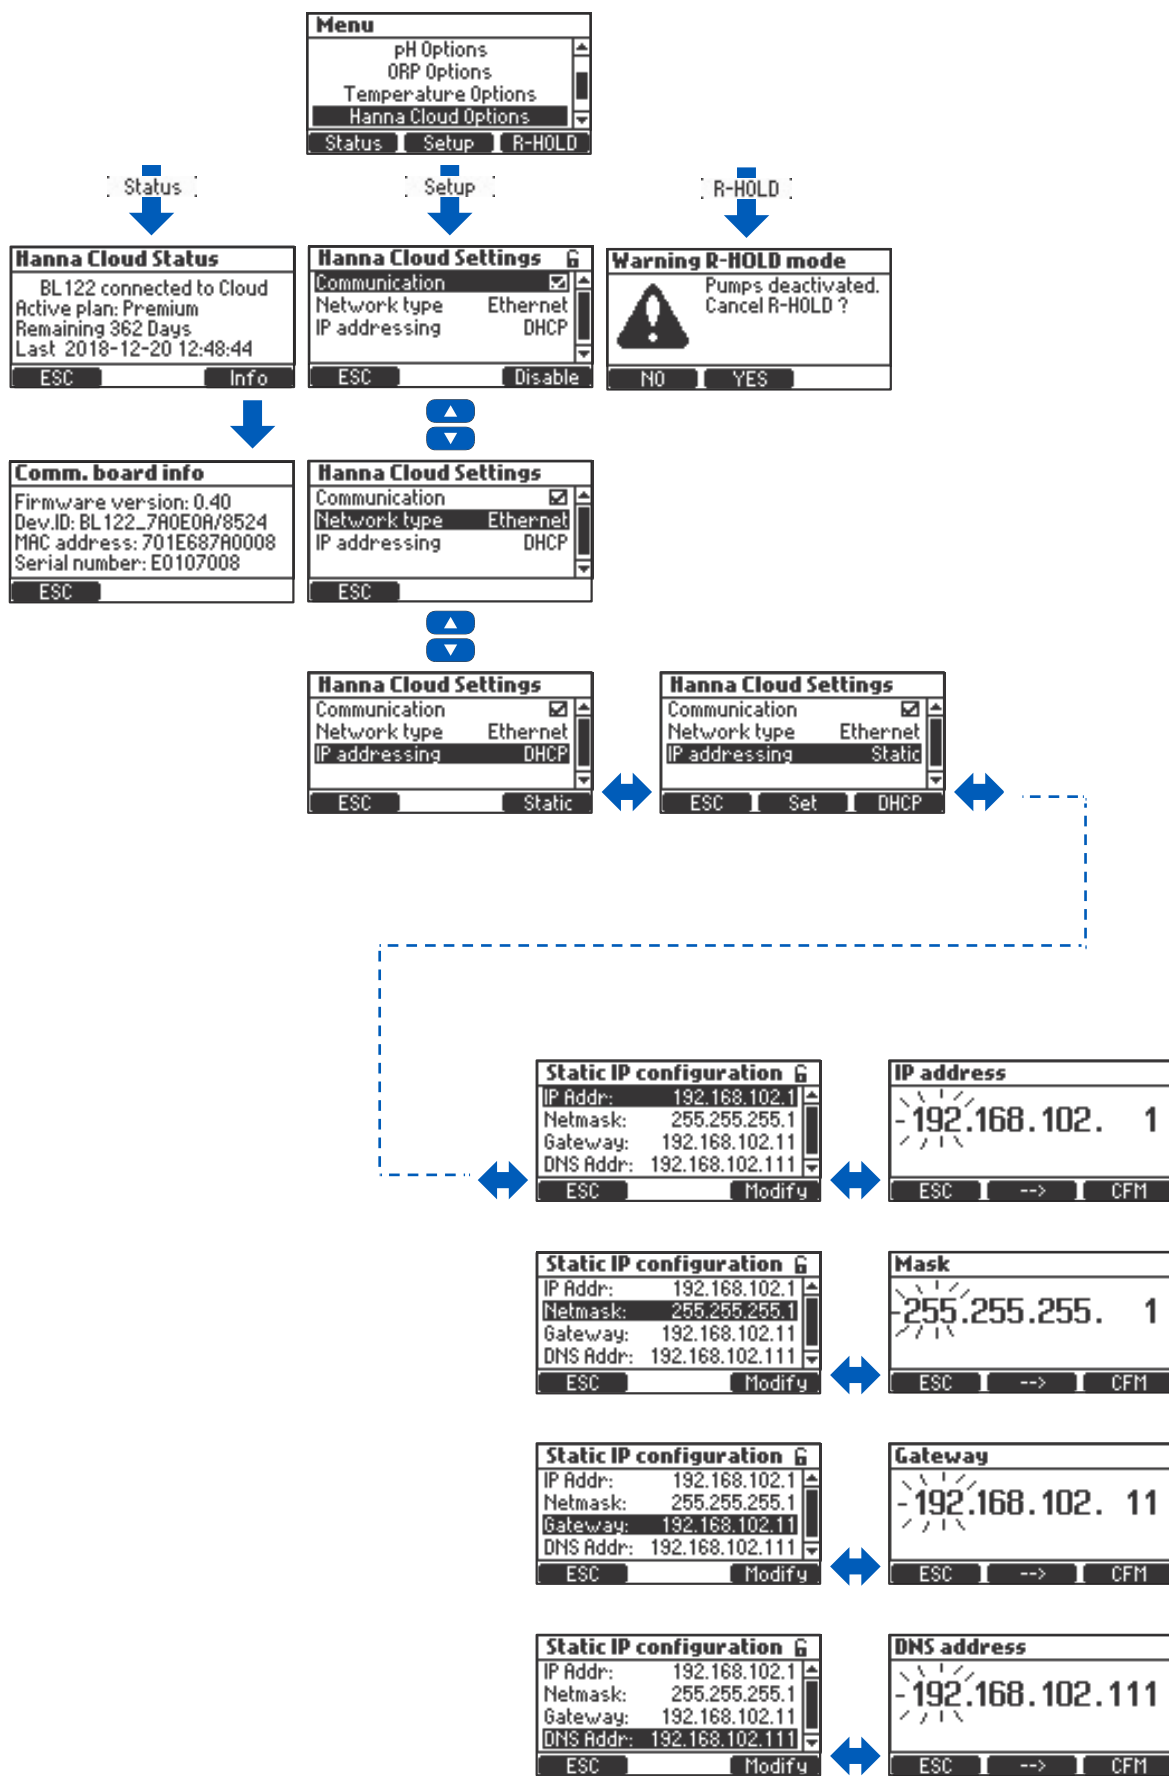 Menu
pH Options
ORP Options
Temperature Options
Hanna Cloud Options
Status Setup R-HOLD
Status Setup R-HOLD
Hanna Cloud Status
BL122 connected to Cloud
Active plan: Premium
Remaining 362 Days
Last 2018-12-20 12:48:44
ESC Info
Hanna Cloud Settings
Communication
Network type Ethernet
IP addressing DHCP
ESC Disable
Warning R-HOLD mode
Pumps deactivated.
Cancel R-HOLD ?
NO YES
Comm. board info
Firmware version: 0.40
Dev.ID: BL122_7A0E0A/8524
MAC address: 701E687A0008
Serial number: E0107008
ESC
Hanna Cloud Settings
Communication
Network type Ethernet
IP addressing DHCP
ESC
Hanna Cloud Settings
Communication
Network type Ethernet
IP addressing DHCP
ESC Static
Hanna Cloud Settings
Communication
Network type Ethernet
IP addressing Static
ESC Set DHCP
Static IP configuration
IP Addr: 192.168.102.1
Netmask: 255.255.255.1
Gateway: 192.168.102.11
DNS Addr: 192.168.102.111
ESC Modify
IP address
192.168.102. 1
ESC --> CFM
Static IP configuration
IP Addr: 192.168.102.1
Netmask: 255.255.255.1
Gateway: 192.168.102.11
DNS Addr: 192.168.102.111
ESC Modify
Mask
255.255.255. 1
ESC --> CFM
Static IP configuration
IP Addr: 192.168.102.1
Netmask: 255.255.255.1
Gateway: 192.168.102.11
DNS Addr: 192.168.102.111
ESC Modify
Gateway
192.168.102. 11
ESC --> CFM
Static IP configuration
IP Addr: 192.168.102.1
Netmask: 255.255.255.1
Gateway: 192.168.102.11
DNS Addr: 192.168.102.111
ESC Modify
DNS address
192.168.102.111
ESC --> CFM